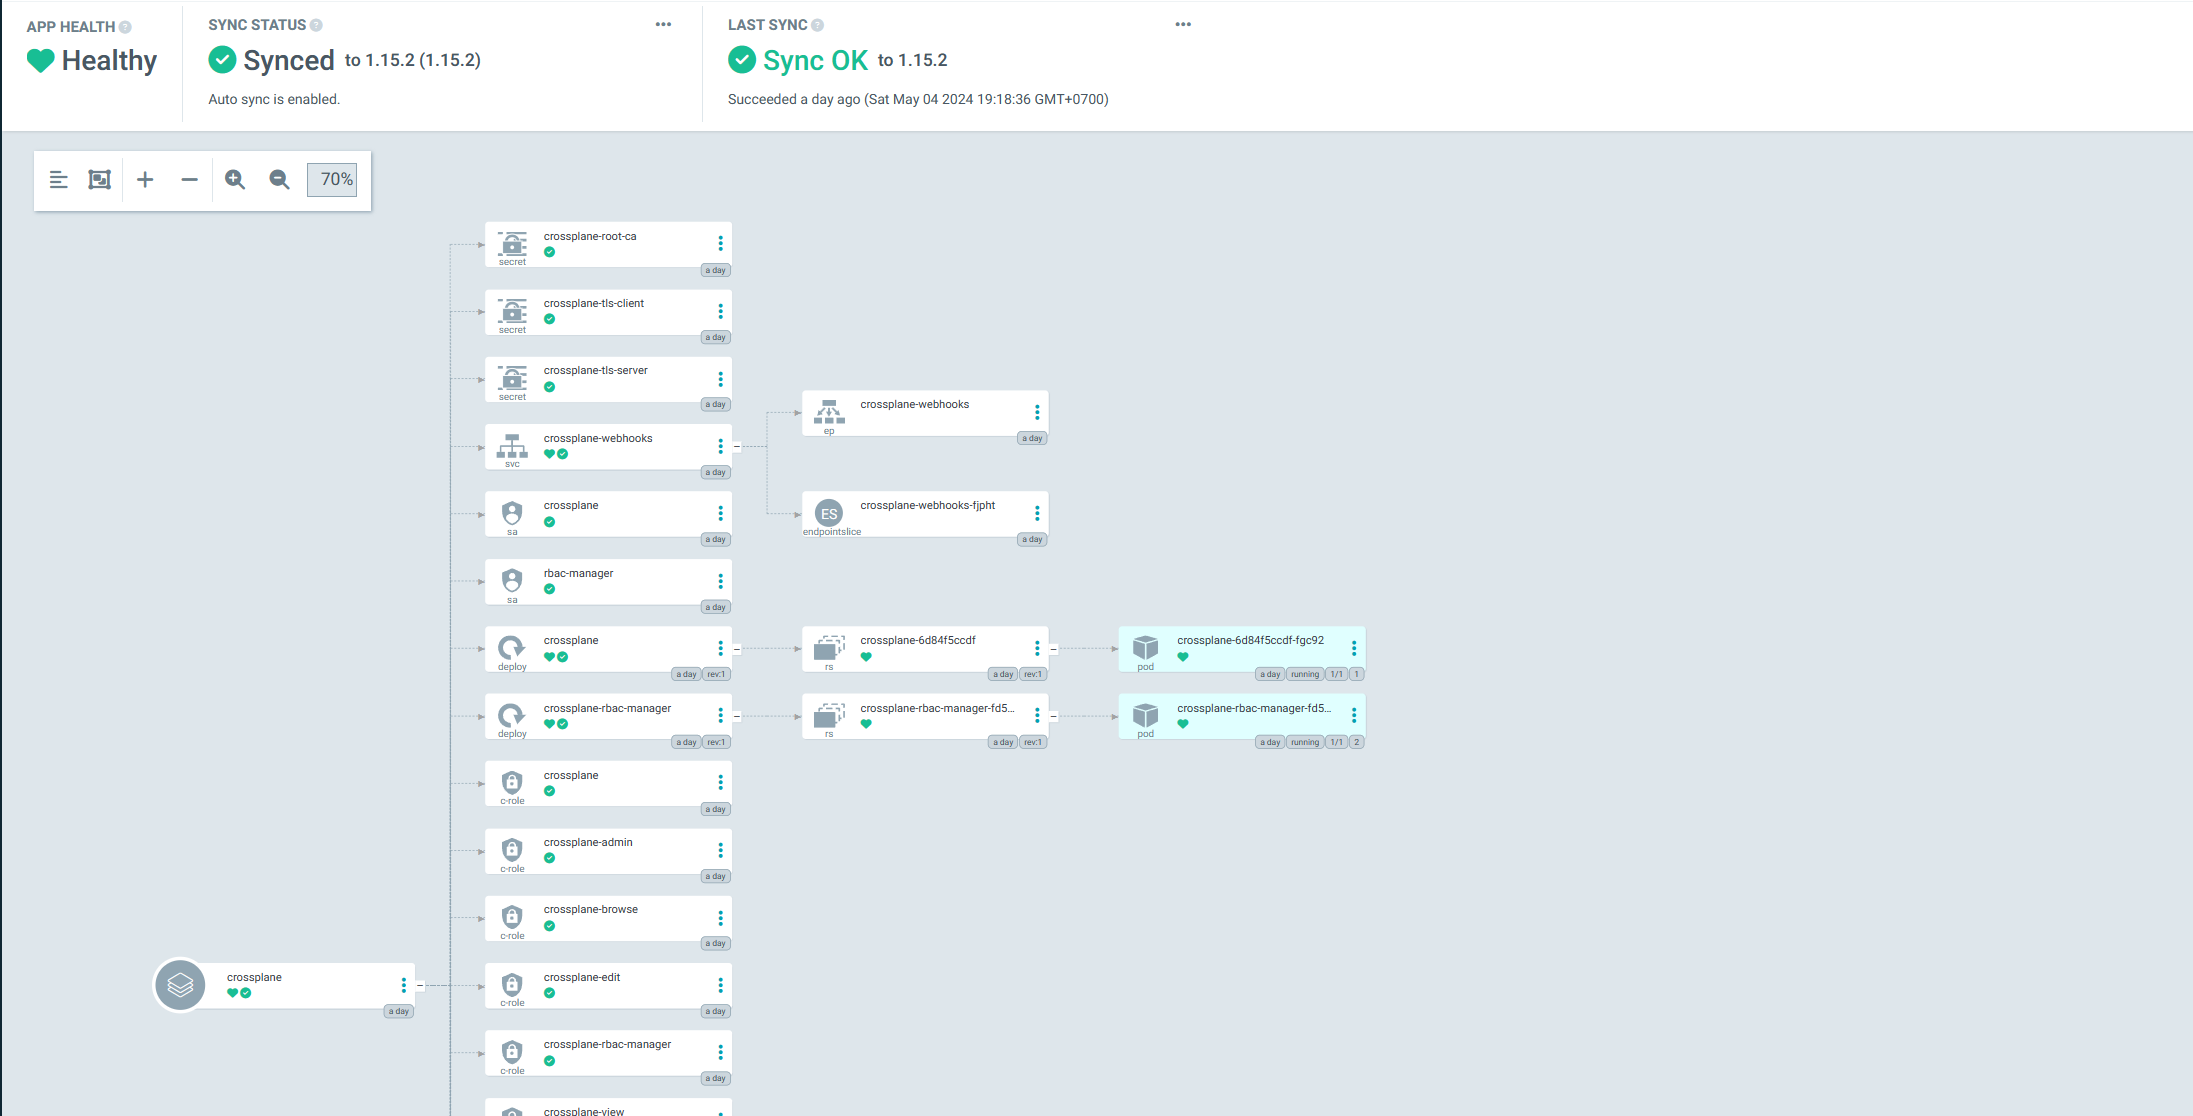 APP HEALTH
Healthy
SYNC STATUS
Synced to 1.15.2 (1.15.2)
Auto sync is enabled.
LAST SYNC
Sync OK to 1.15.2
Succeeded a day ago (Sat May 04 2024 19:18:36 GMT+0700)
70%
crossplane-root-ca
secret
a day
crossplane-tls-client
secret
a day
crossplane-tls-server
secret
a day
crossplane-webhooks
svc
a day
crossplane-webhooks
ep
a day
crossplane
sa
a day
ES
crossplane-webhooks-fjpht
endpointslice
a day
rbac-manager
sa
a day
crossplane
deploy
a day rev:1
crossplane-6d84f5ccdf
rs
a day rev:1
crossplane-6d84f5ccdf-fgc92
pod
a day running 1/1 1
crossplane-rbac-manager
deploy
a day rev:1
crossplane-rbac-manager-fd5...
rs
a day rev:1
crossplane-rbac-manager-fd5...
pod
a day running 1/1 2
crossplane
c-role
a day
crossplane-admin
c-role
a day
crossplane-browse
c-role
a day
crossplane
a day
crossplane-edit
c-role
a day
crossplane-rbac-manager
c-role
a day
crossplane-view